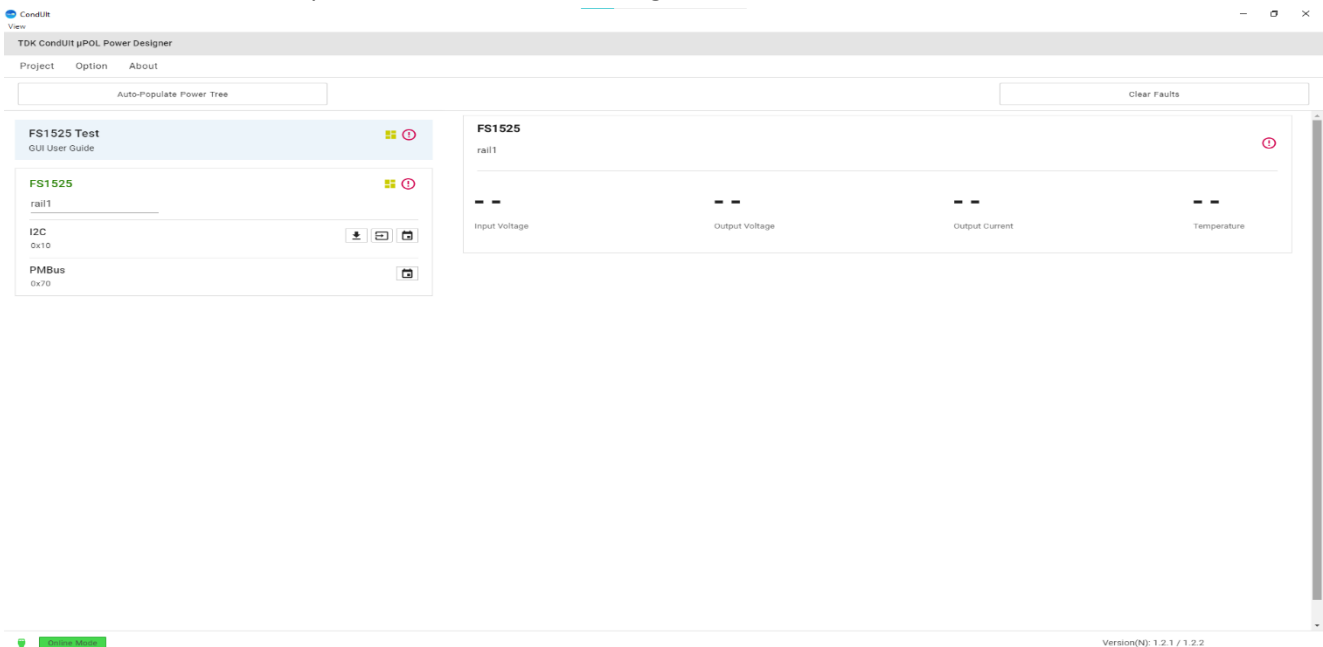 CondUIt
View
TDK CondUIt µPOL Power Designer
Project Option About
Auto-Populate Power Tree
Clear Faults
FS1525 Test
GUI User Guide
FS1525
rail1
I2C
0x10
PMBus
0x70
FS1525
rail1
-- -- -- --
Input Voltage Output Voltage Output Current Temperature
Online Mode
Version(N): 1.2.1 / 1.2.2